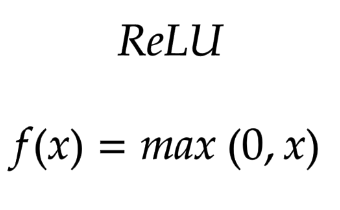 ReLU
f(x) = max (0, x)